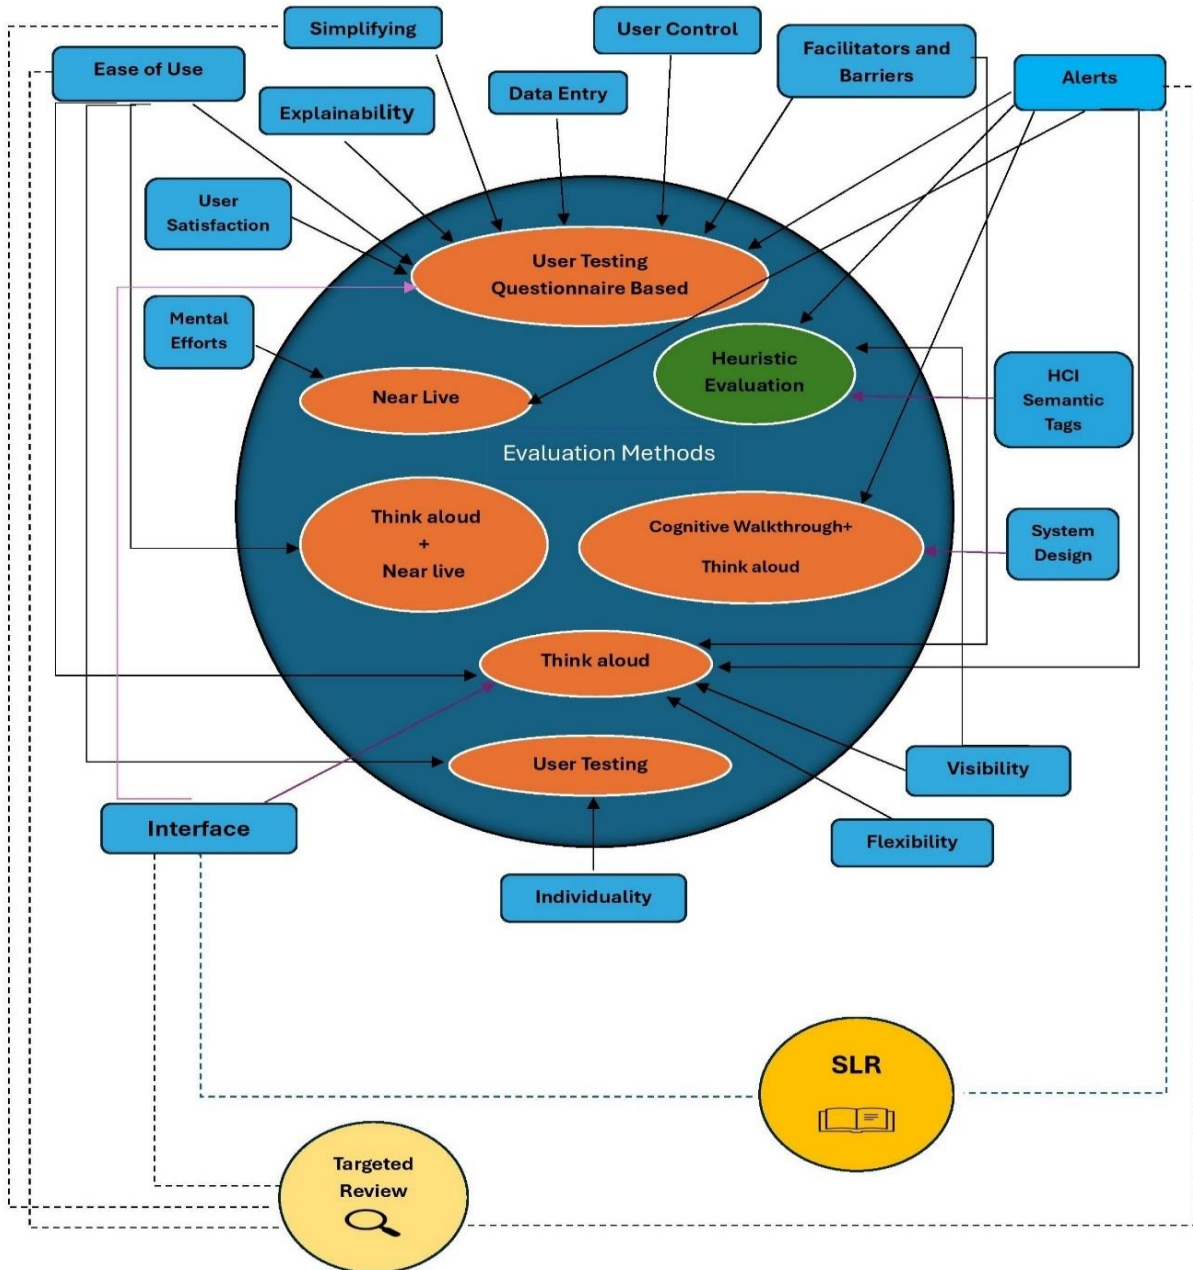 Simplifying
User Control
Facilitators and
Barriers
Ease of Use
Alerts
Data Entry
Explainability
User
Satisfaction
User Testing
Questionnaire Based
Mental
Efforts
Heuristic
Evaluation
Near Live
HCI
Semantic
Tags
Evaluation Methods
Think aloud
+
Near live
Cognitive Walkthrough+
Think aloud
System
Design
Think aloud
User Testing
Visibility
Interface
Flexibility
Individuality
SLR
Targeted
Review